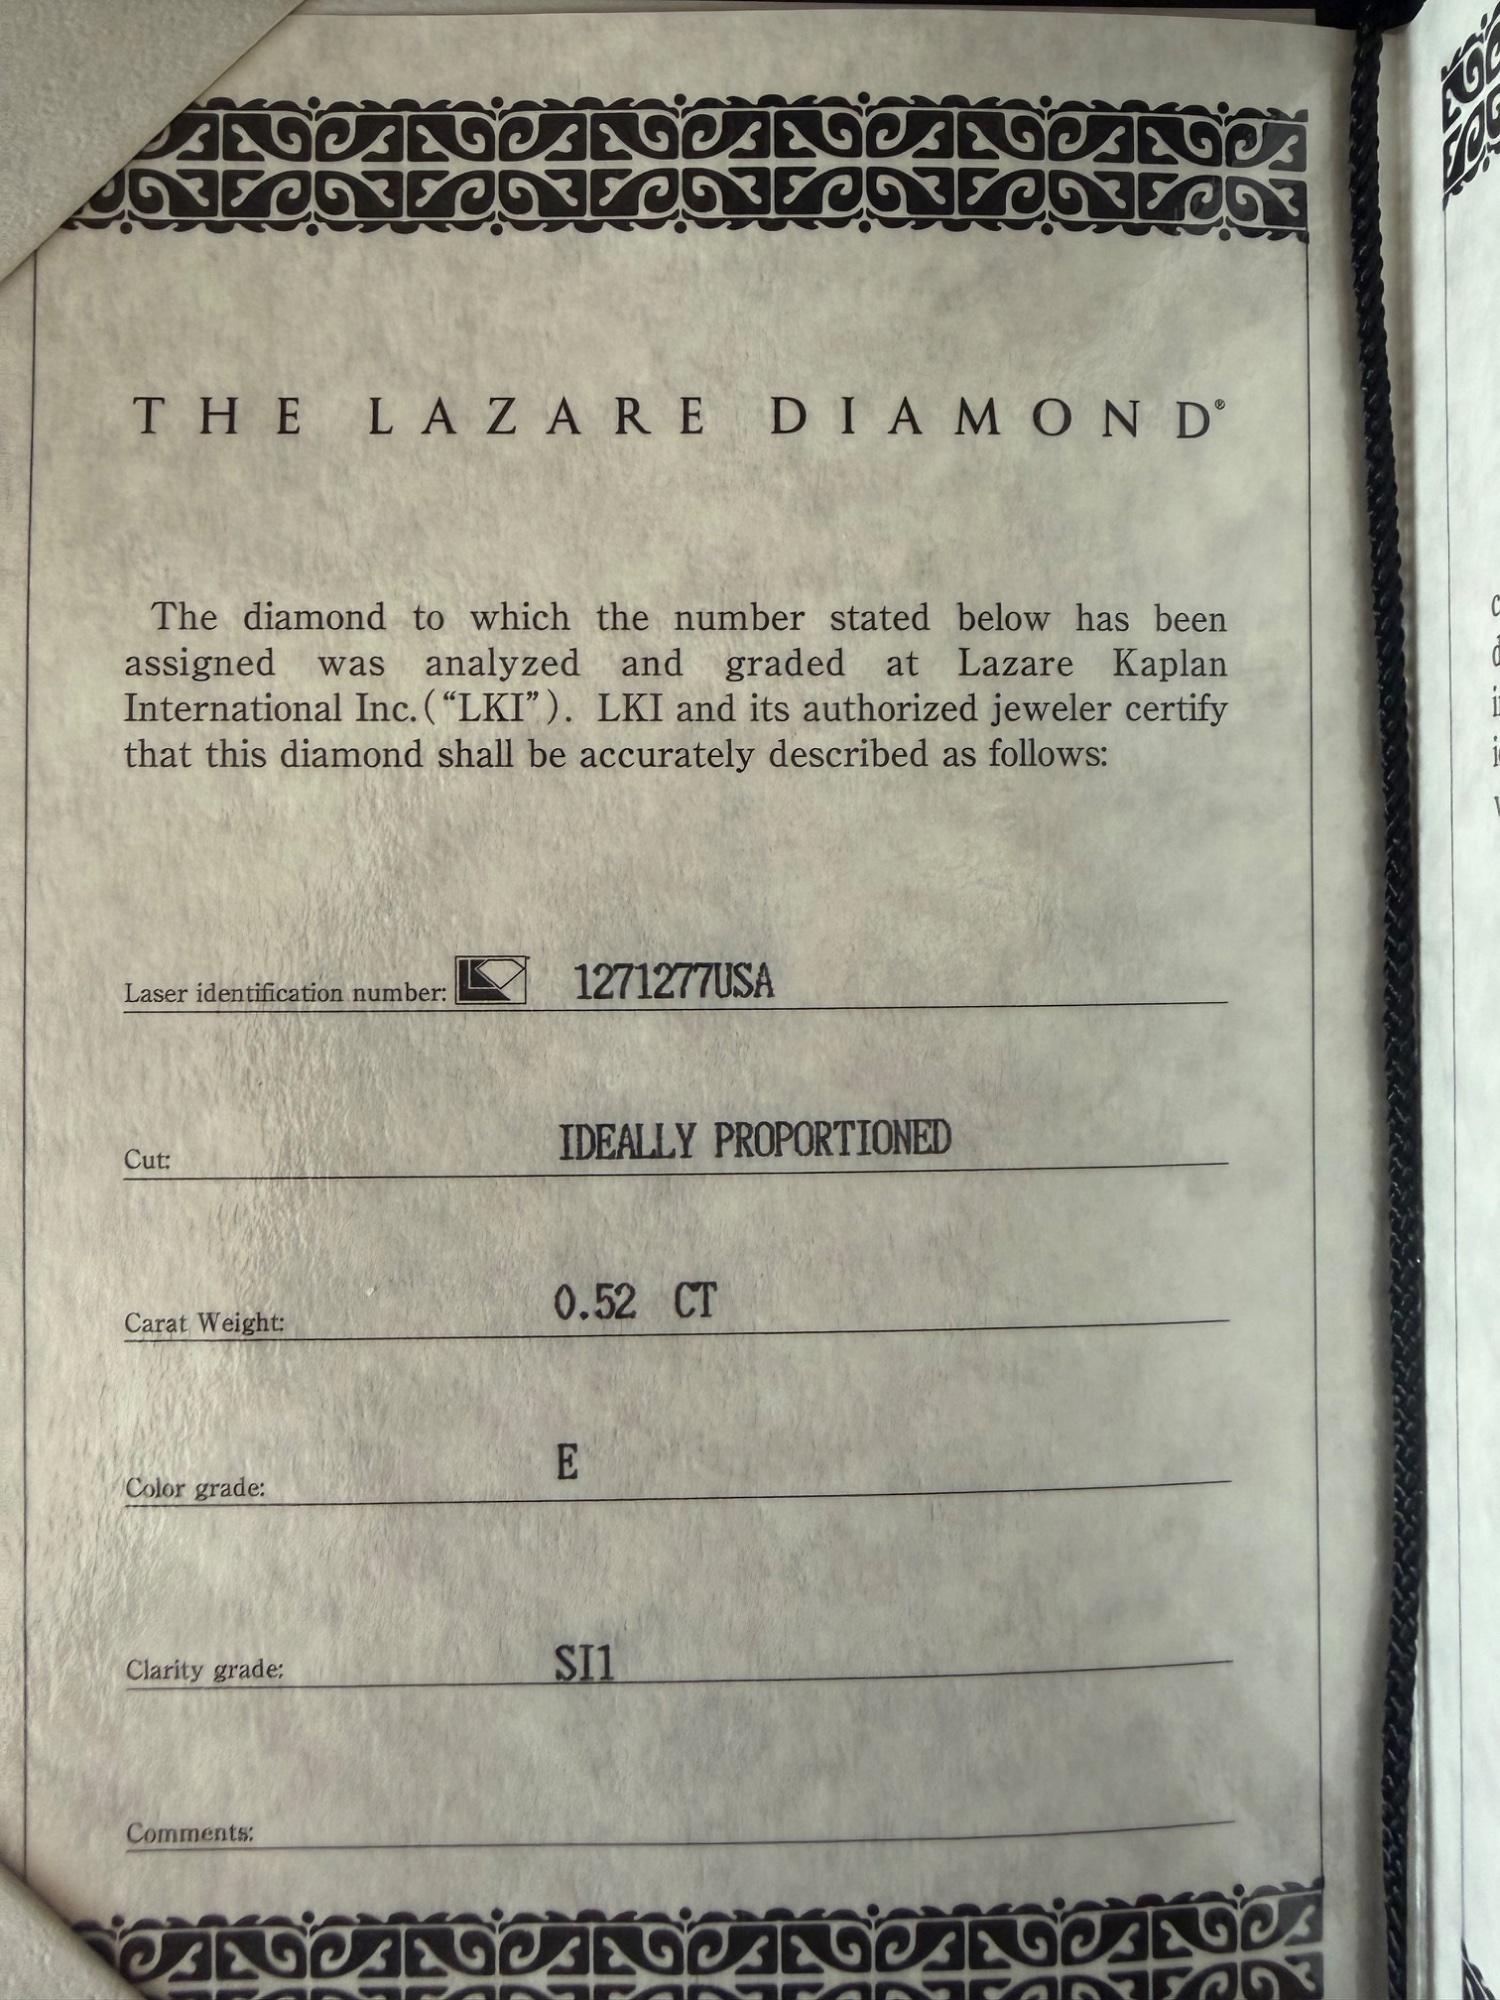 THE LAZARE DIAMOND®
The diamond to which the number stated below has been
assigned was analyzed and graded at Lazare Kaplan
International Inc.(“LKI”). LKI and its authorized jeweler certify
that this diamond shall be accurately described as follows:
Laser identification number: 1271277USA
Cut: IDEALLY PROPORTIONED
Carat Weight: 0.52 CT
Color grade: E
Clarity grade: SI1
Comments: